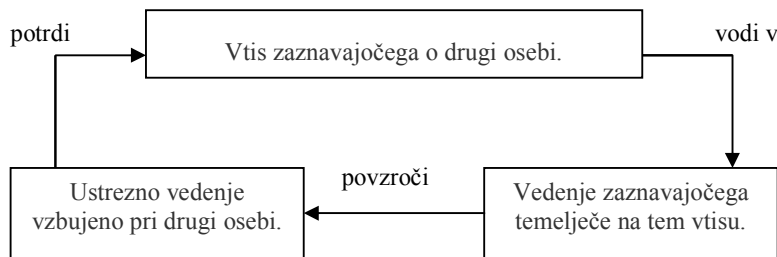 potrdi
Vtis zaznavajočega o drugi osebi.
vodi v
Ustrezno vedenje
vzbujeno pri drugi osebi.
povzroči
Vedenje zaznavajočega
temelječe na tem vtisu.